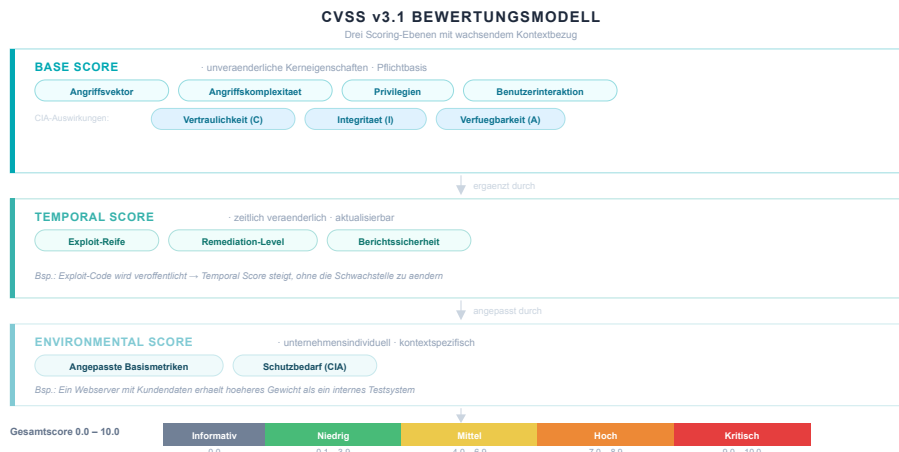 CVSS v3.1 BEWERTUNGSMODELL
Drei Scoring-Ebenen mit wachsendem Kontextbezug
BASE SCORE · unveraenderliche Kerneigenschaften · Pflichtbasis
Angriffsvektor Angriffskomplexitaet Privilegien Benutzerinteraktion
CIA-Auswirkungen: Vertraulichkeit (C) Integritaet (I) Verfuegbarkeit (A)
ergaenzt durch
TEMPORAL SCORE · zeitlich veraenderlich · aktualisierbar
Exploit-Reife Remediation-Level Berichtssicherheit
Bsp.: Exploit-Code wird veroffentlicht → Temporal Score steigt, ohne die Schwachstelle zu aendern
angepasst durch
ENVIRONMENTAL SCORE · unternehmensindividuell · kontextspezifisch
Angepasste Basismetriken Schutzbedarf (CIA)
Bsp.: Ein Webserver mit Kundendaten erhaelt hoeheres Gewicht als ein internes Testsystem
Gesamtscore 0.0 – 10.0 Informativ Niedrig Mittel Hoch Kritisch